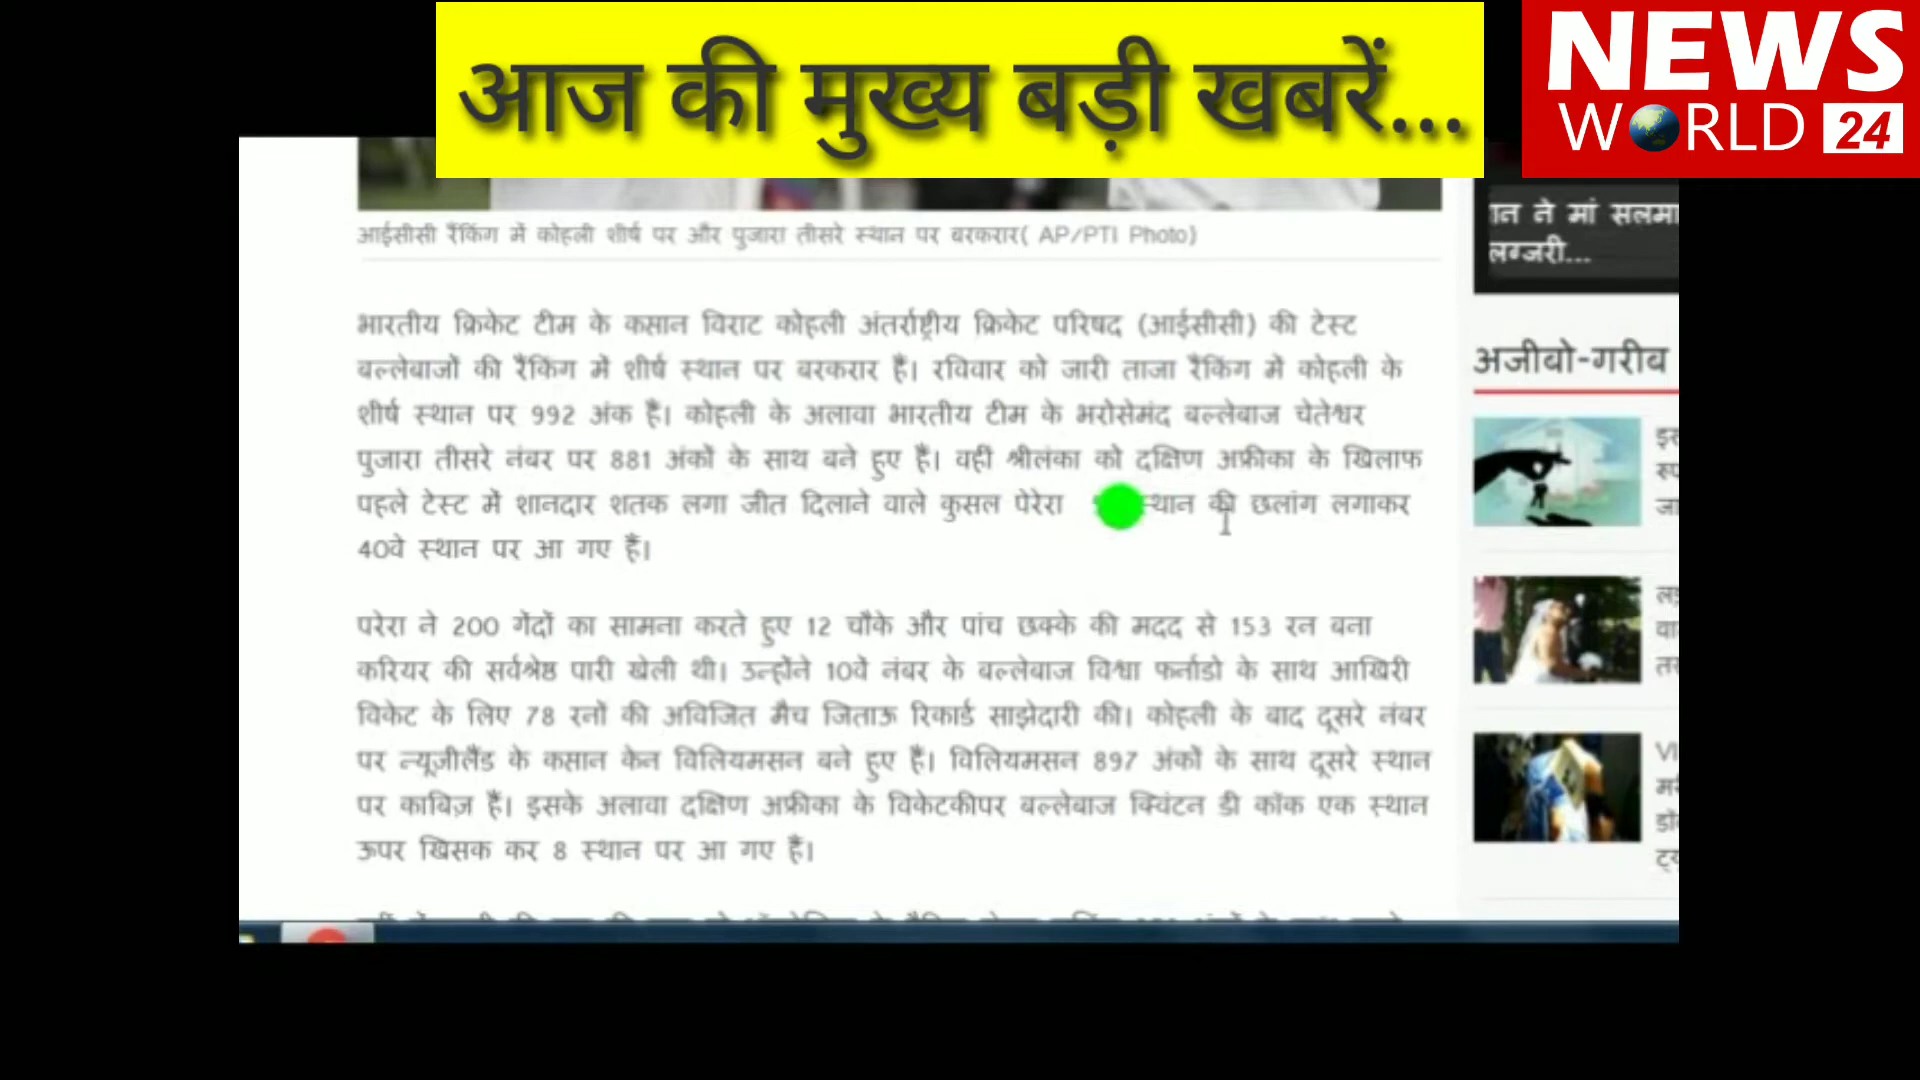 आज की मुख्य बड़ी खबरें...
NEWS
WORLD 24
ान ने मां सलमा
लग्जरी...
आईसीसी रैंकिंग में कोहली शीर्ष पर और पुजारा तीसरे स्थान पर बरकरार( AP/PTI Photo)
भारतीय क्रिकेट टीम के कप्तान विराट कोहली अंतर्राष्ट्रीय क्रिकेट परिषद (आईसीसी) की टेस्ट
बल्लेबाजों की रैंकिंग में शीर्ष स्थान पर बरकरार हैं। रविवार को जारी ताजा रैंकिंग में कोहली के
शीर्ष स्थान पर 992 अंक हैं। कोहली के अलावा भारतीय टीम के भरोसेमंद बल्लेबाज चेतेश्वर
पुजारा तीसरे नंबर पर 881 अंकों के साथ बने हुए हैं। वहीं श्रीलंका को दक्षिण अफ्रीका के खिलाफ
पहले टेस्ट में शानदार शतक लगा जीत दिलाने वाले कुसल पेरेरा स्थान की छलांग लगाकर
40वे स्थान पर आ गए हैं।
परेरा ने 200 गेंदों का सामना करते हुए 12 चौके और पांच छक्के की मदद से 153 रन बना
करियर की सर्वश्रेष्ठ पारी खेली थी। उन्होंने 10वें नंबर के बल्लेबाज विश्वा फर्नाडो के साथ आखिरी
विकेट के लिए 78 रनों की अविजित मैच जिताऊ रिकार्ड साझेदारी की। कोहली के बाद दूसरे नंबर
पर न्यूज़ीलैंड के कप्तान केन विलियमसन बने हुए हैं। विलियमसन 897 अंकों के साथ दूसरे स्थान
पर काबिज़ हैं। इसके अलावा दक्षिण अफ्रीका के विकेटकीपर बल्लेबाज क्विंटन डी कॉक एक स्थान
ऊपर खिसक कर 8 स्थान पर आ गए हैं।
अजीबो-गरीब